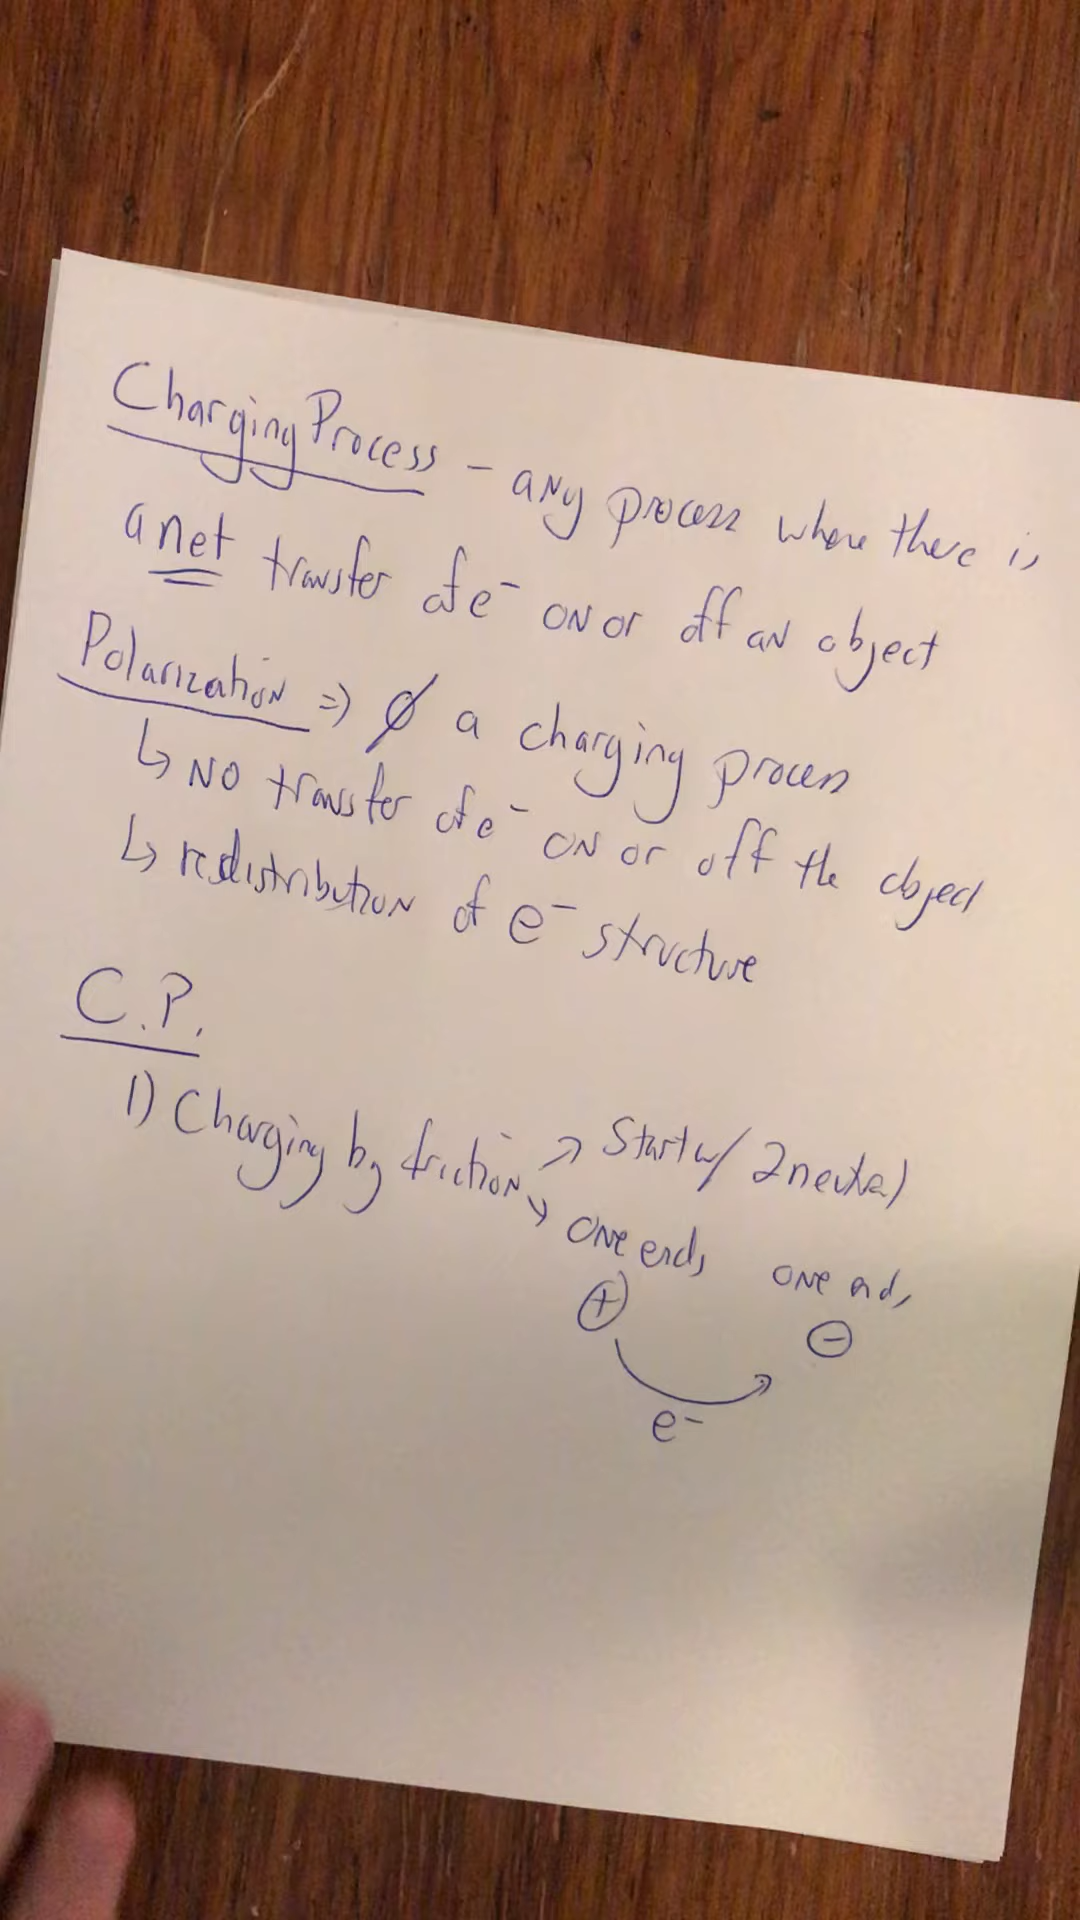 Charging Process - any process where there is
a net transfer of e⁻ on or off an object
Polarization => ∅ a charging process
↳ No transfer of e⁻ on or off the object
↳ redistribution of e⁻ structure
C.P.
1) Charging by friction ↗ Start w/ 2 neutral
↘ one ends one ends
⊕ ⊖
e⁻